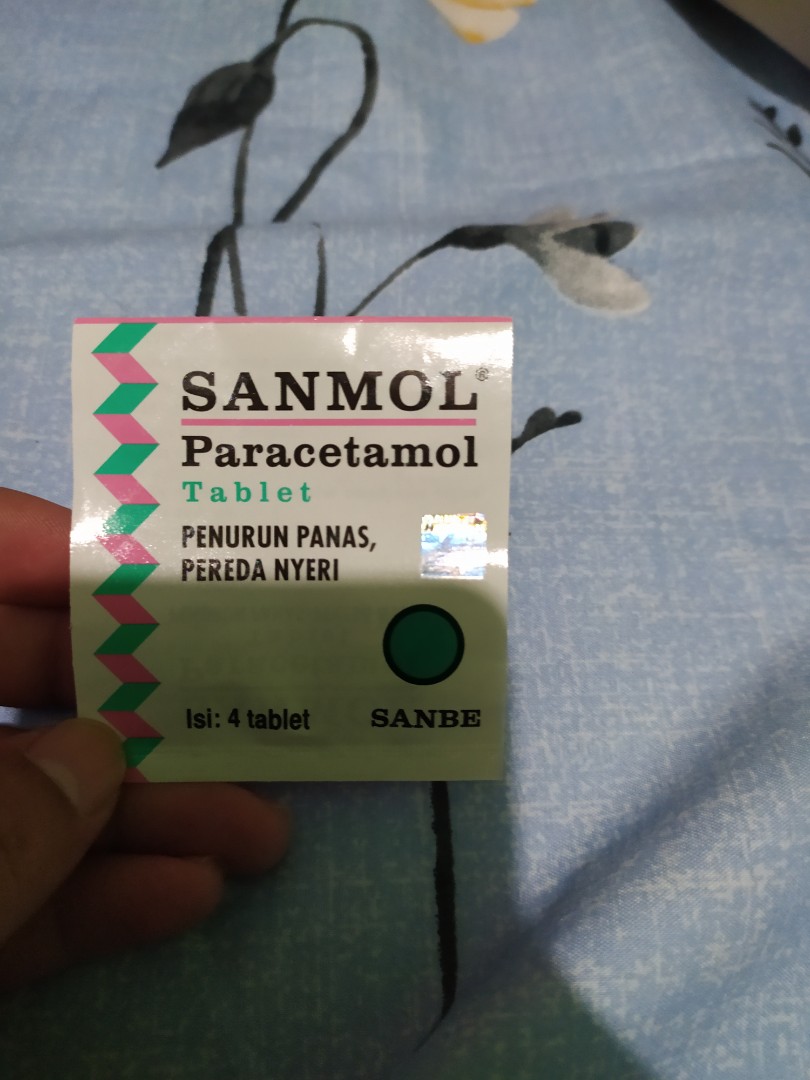 SANMOL®
Paracetamol
Tablet
PENURUN PANAS,
PEREDA NYERI
Isi: 4 tablet
SANBE